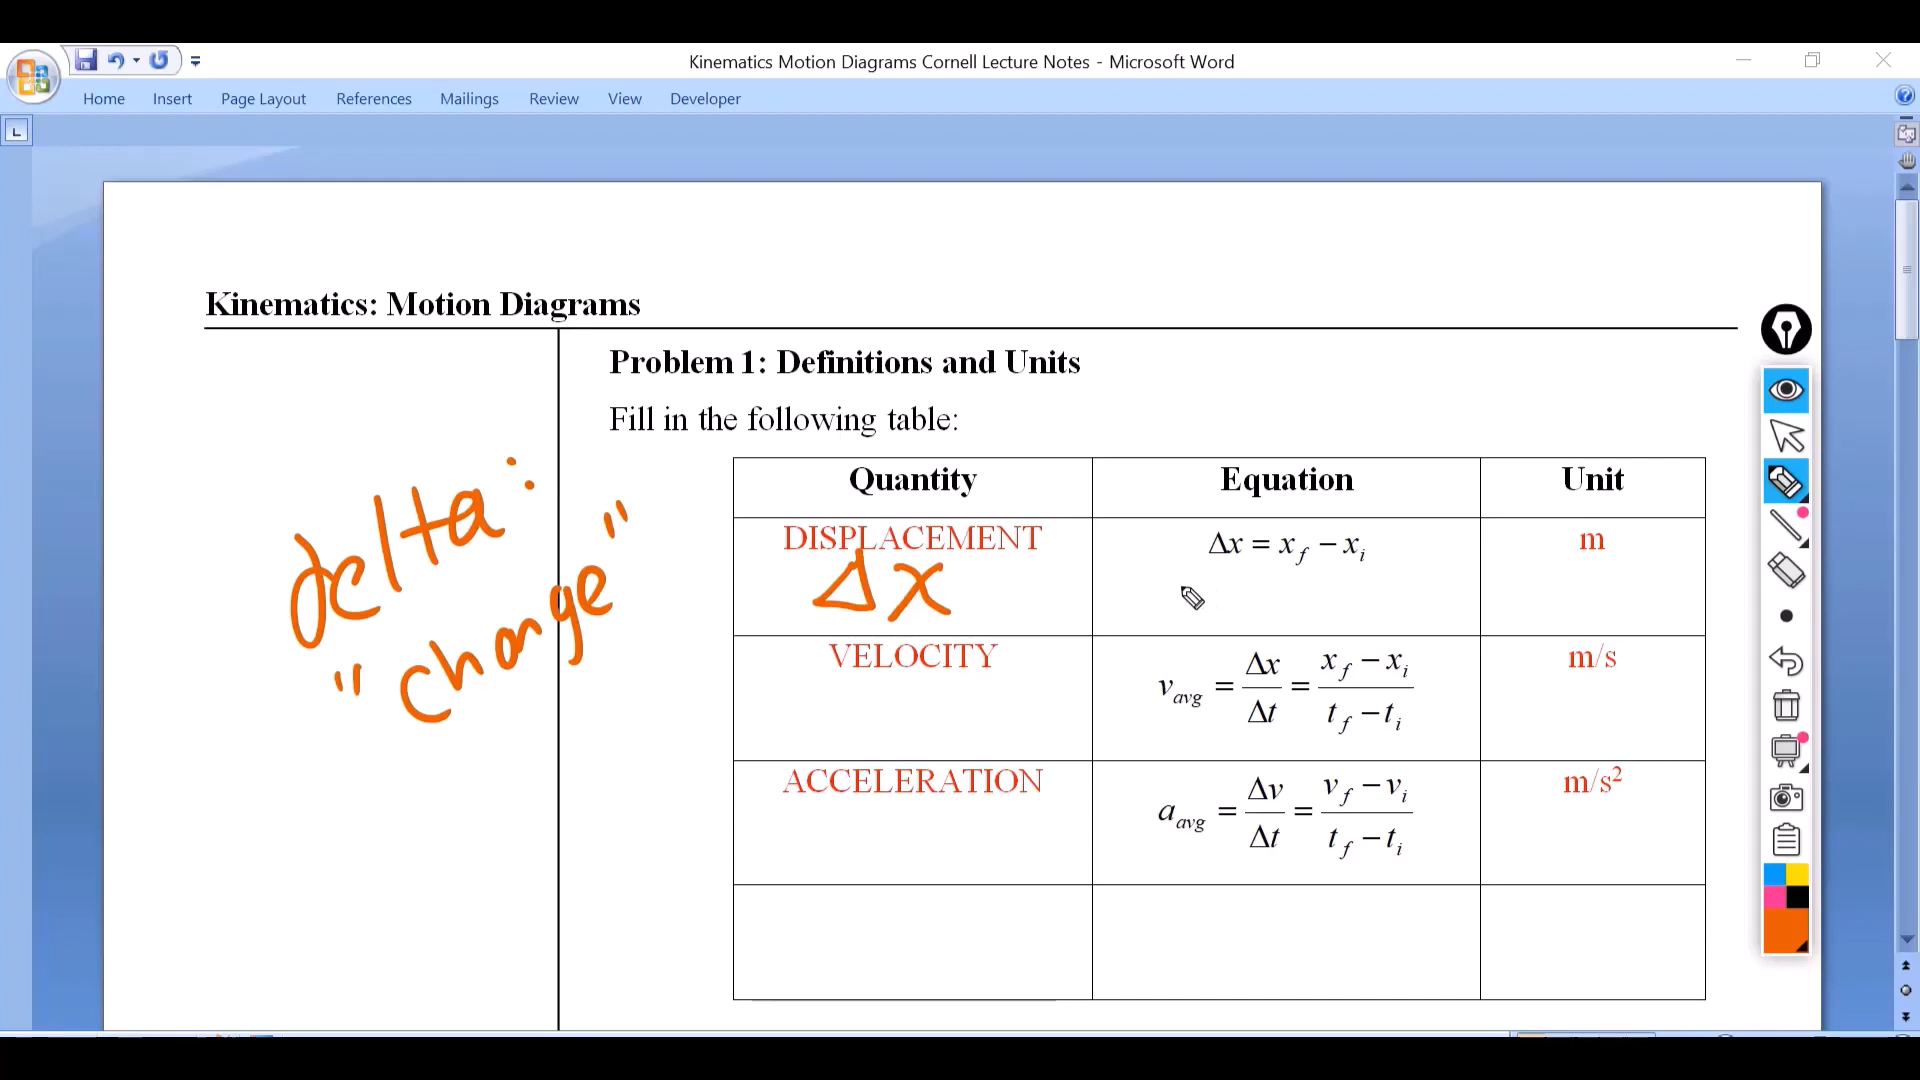 Kinematics Motion Diagrams Cornell Lecture Notes - Microsoft Word
Home Insert Page Layout References Mailings Review View Developer
Kinematics: Motion Diagrams
Problem 1: Definitions and Units
Fill in the following table:
delta:
"change"
Quantity Equation Unit
DISPLACEMENT Δx = x_f − x_i m
Δx
VELOCITY v_avg = Δx/Δt = (x_f − x_i)/(t_f − t_i) m/s
ACCELERATION a_avg = Δv/Δt = (v_f − v_i)/(t_f − t_i) m/s²